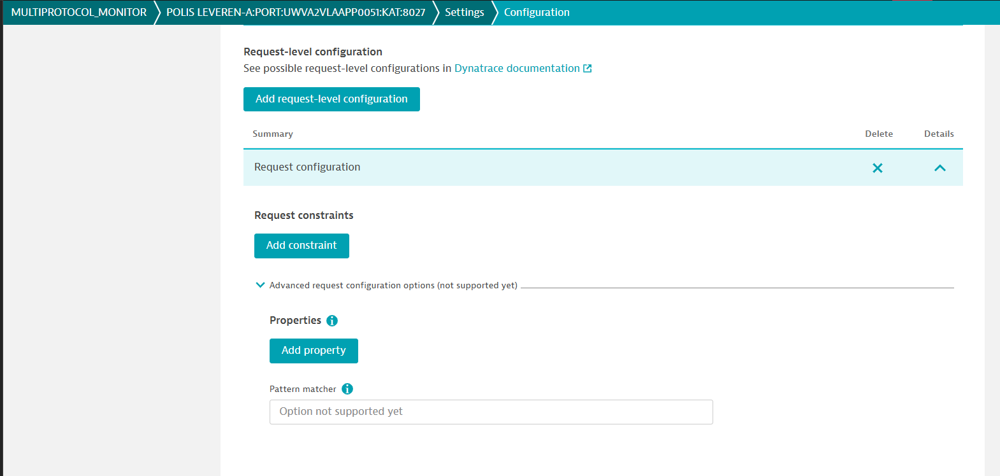 MULTIPROTOCOL_MONITOR POLIS LEVEREN-A:PORT:UWVA2VLAAPP0051:KAT:8027 Settings Configuration
Request-level configuration
See possible request-level configurations in Dynatrace documentation
Add request-level configuration
Summary Delete Details
Request configuration
Request constraints
Add constraint
Advanced request configuration options (not supported yet)
Properties
Add property
Pattern matcher
Option not supported yet